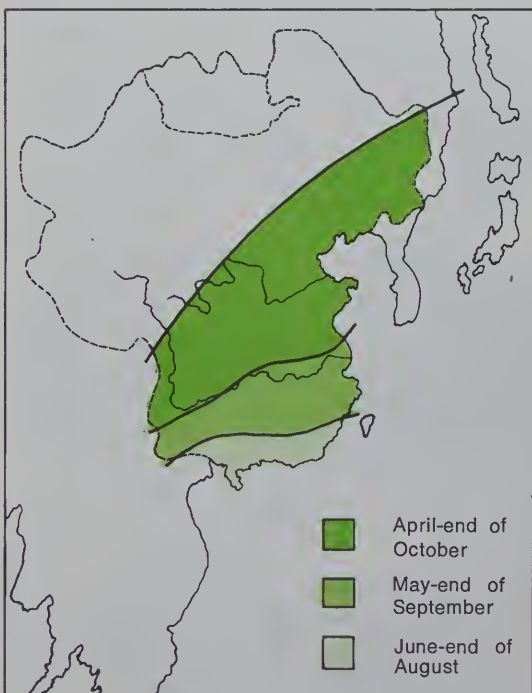 April-end of
October
May-end of
September
June-end of
August